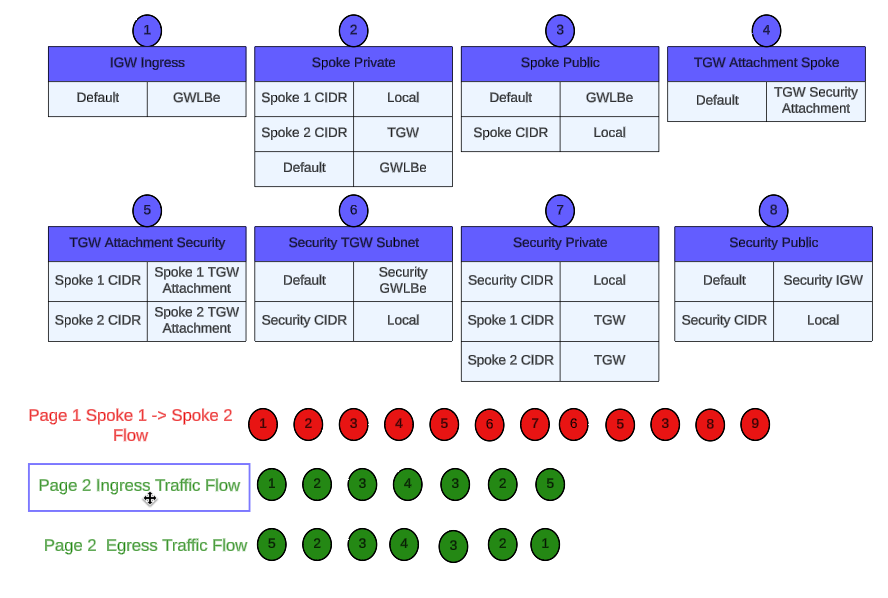 1 2 3 4
IGW Ingress Spoke Private Spoke Public TGW Attachment Spoke
Default GWLBe Spoke 1 CIDR Local Default GWLBe Default TGW Security
Attachment
Spoke 2 CIDR TGW Spoke CIDR Local
Default GWLBe
5 6 7 8
TGW Attachment Security Security TGW Subnet Security Private Security Public
Spoke 1 CIDR Spoke 1 TGW
Attachment Default Security
GWLBe Security CIDR Local Default Security IGW
Spoke 2 CIDR Spoke 2 TGW
Attachment Security CIDR Local Spoke 1 CIDR TGW Security CIDR Local
Spoke 2 CIDR TGW
Page 1 Spoke 1 -> Spoke 2
Flow
1 2 3 4 5 6 7 6 5 3 8 9
Page 2 Ingress Traffic Flow 1 2 3 4 3 2 5
Page 2 Egress Traffic Flow 5 2 3 4 3 2 1